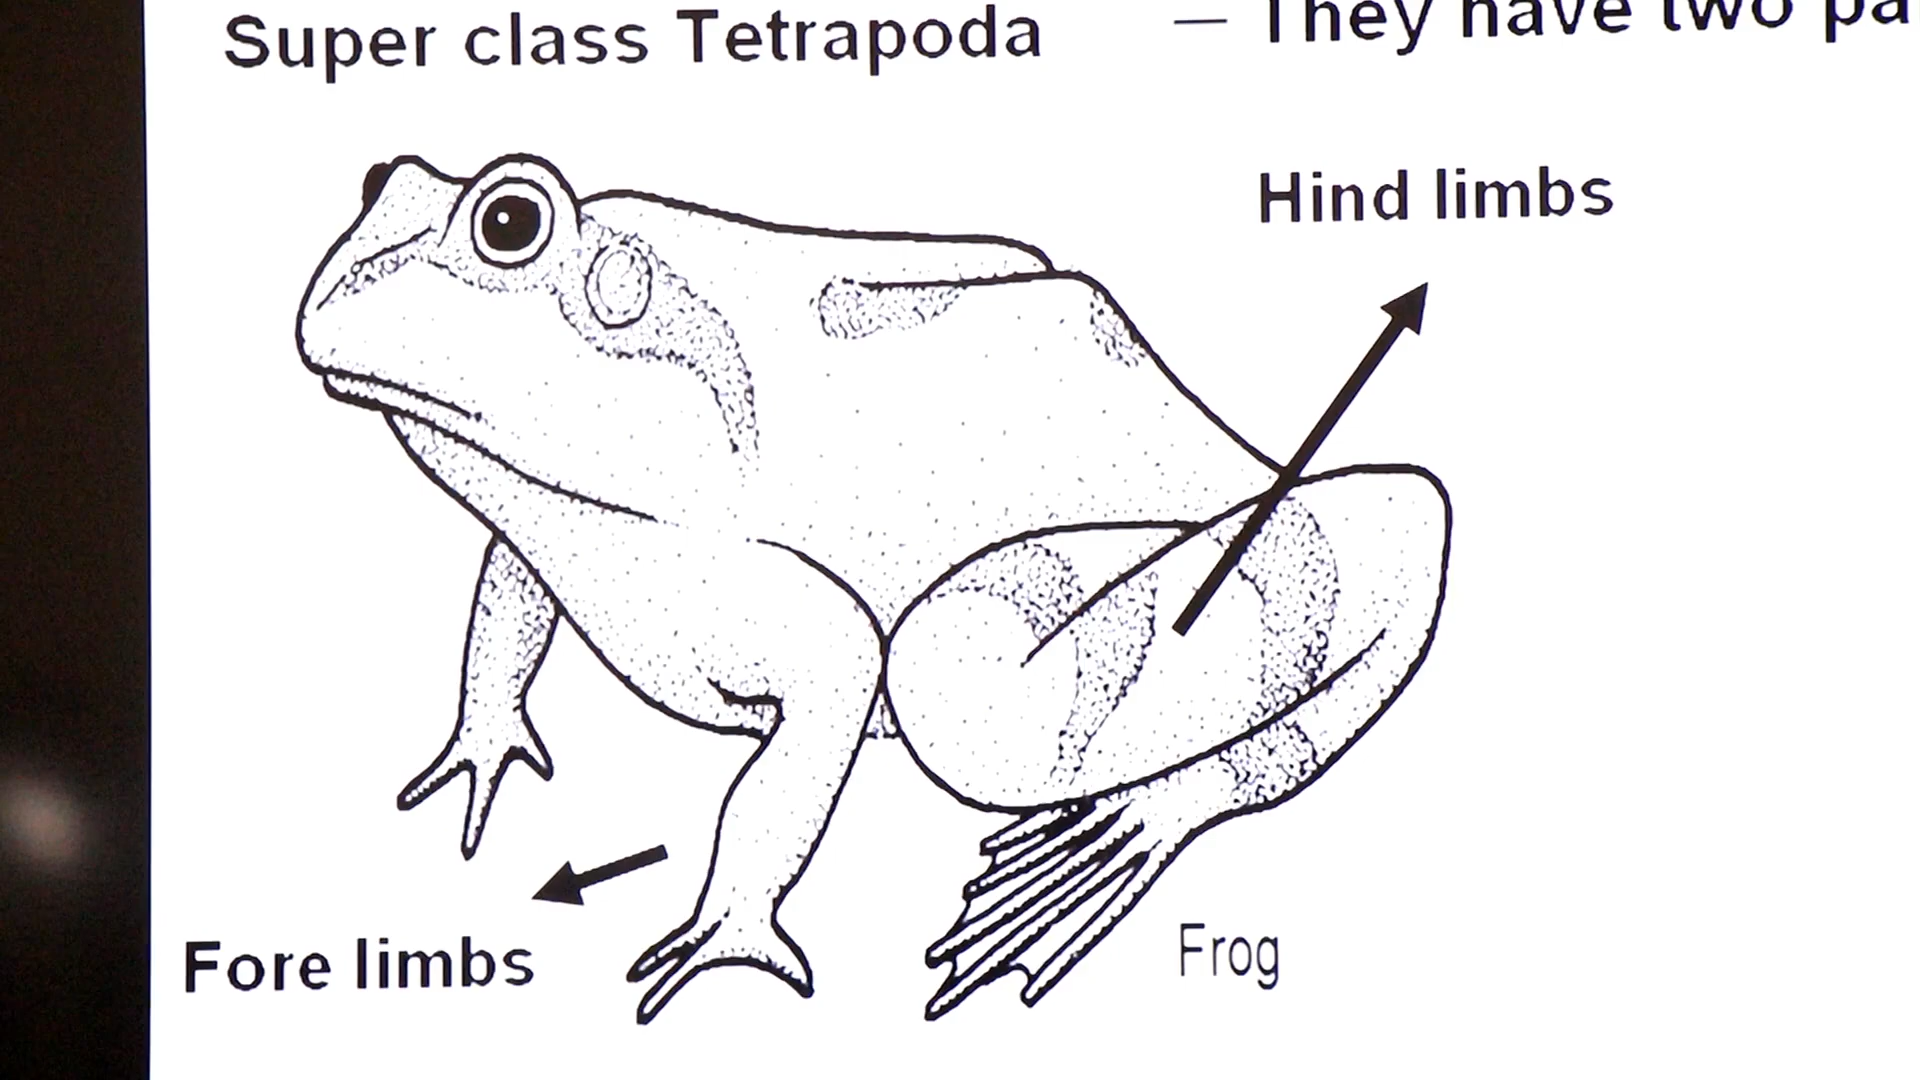 Super class Tetrapoda
— They have two
Hind limbs
Fore limbs
Frog